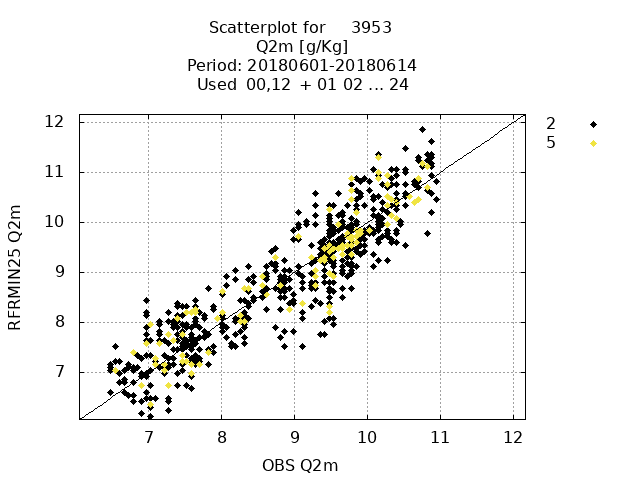 Scatterplot for 3953
Q2m [g/Kg]
Period: 20180601-20180614
Used 00,12 + 01 02 ... 24
12
11
10
9
8
7
RFRMIN25 Q2m
7 8 9 10 11 12
OBS Q2m
2
5